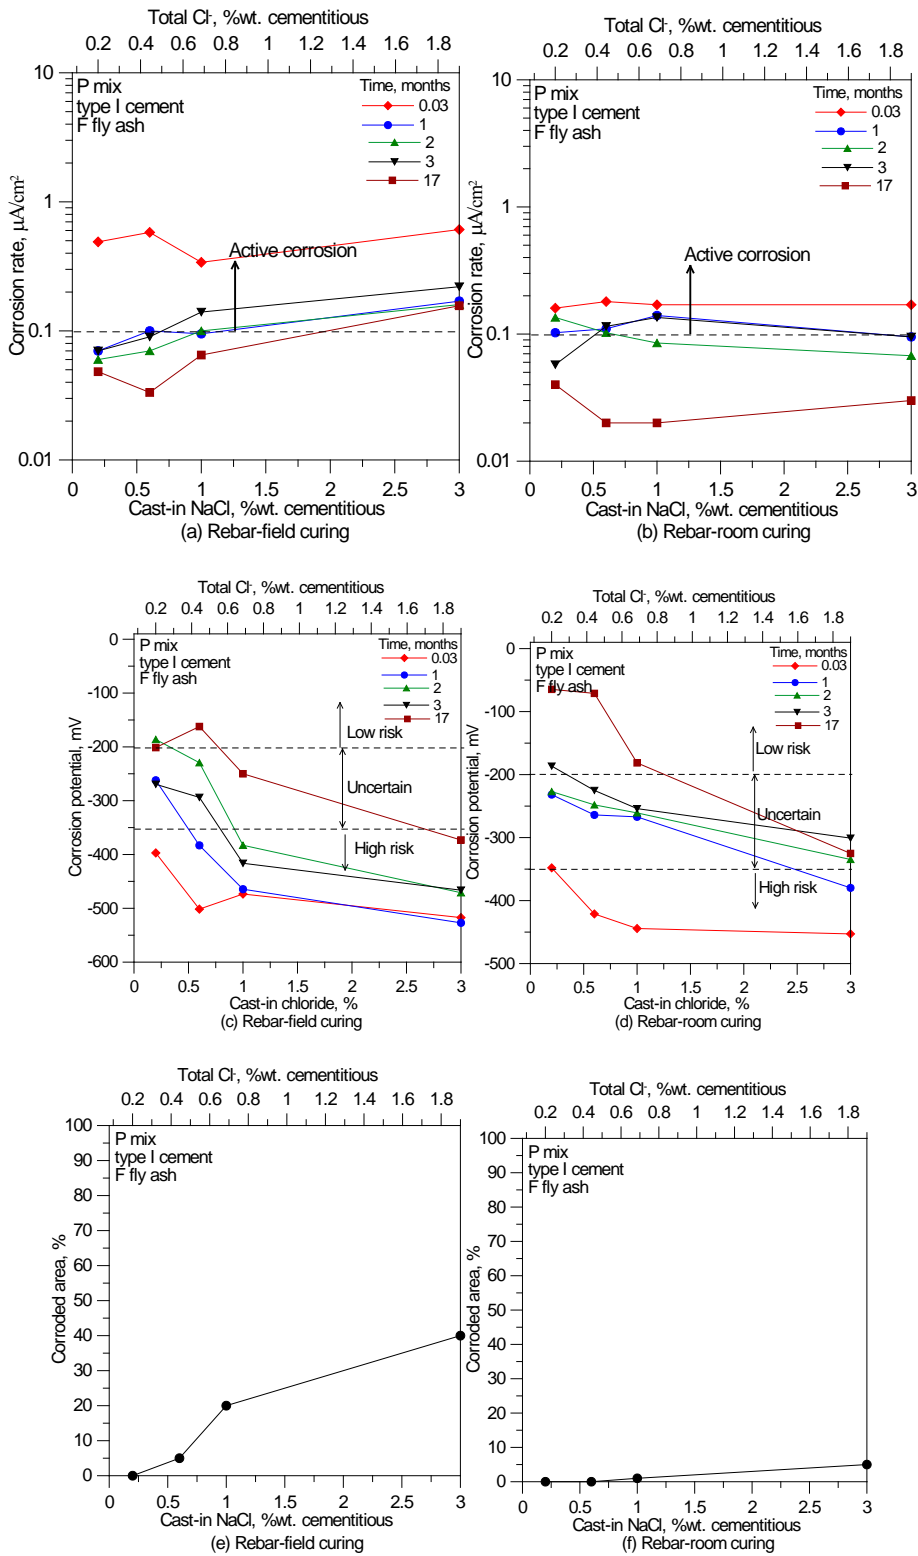 Total Cl-, %wt. cementitious
0.2 0.4 0.6 0.8 1 1.2 1.4 1.6 1.8
10
1
0.1
0.01
Corrosion rate, µA/cm²
P mix
type I cement
F fly ash
Time, months
0.03
1
2
3
17
Active corrosion
0 0.5 1 1.5 2 2.5 3
Cast-in NaCl, %wt. cementitious
(a) Rebar-field curing
Total Cl-, %wt. cementitious
0.2 0.4 0.6 0.8 1 1.2 1.4 1.6 1.8
10
1
0.1
0.01
Corrosion rate, µA/cm²
P mix
type I cement
F fly ash
Time, months
0.03
1
2
3
17
Active corrosion
0 0.5 1 1.5 2 2.5 3
Cast-in NaCl, %wt. cementitious
(b) Rebar-room curing
Total Cl-, %wt. cementitious
0.2 0.4 0.6 0.8 1 1.2 1.4 1.6 1.8
0
-100
-200
-300
-400
-500
-600
Corrosion potential, mV
P mix
type I cement
F fly ash
Time, months
0.03
1
2
3
17
Low risk
Uncertain
High risk
0 0.5 1 1.5 2 2.5 3
Cast-in chloride, %
(c) Rebar-field curing
Total Cl-, %wt. cementitious
0.2 0.4 0.6 0.8 1 1.2 1.4 1.6 1.8
0
-100
-200
-300
-400
-500
Corrosion potential, mV
P mix
type I cement
F fly ash
Time, months
0.03
1
2
3
17
Low risk
Uncertain
High risk
0 0.5 1 1.5 2 2.5 3
Cast-in chloride, %
(d) Rebar-room curing
Total Cl-, %wt. cementitious
0.2 0.4 0.6 0.8 1 1.2 1.4 1.6 1.8
100
90
80
70
60
50
40
30
20
10
0
Corroded area, %
P mix
type I cement
F fly ash
0 0.5 1 1.5 2 2.5 3
Cast-in NaCl, %wt. cementitious
(e) Rebar-field curing
Total Cl-, %wt. cementitious
0.2 0.4 0.6 0.8 1 1.2 1.4 1.6 1.8
100
90
80
70
60
50
40
30
20
10
0
Corroded area, %
P mix
type I cement
F fly ash
0 0.5 1 1.5 2 2.5 3
Cast-in NaCl, %wt. cementitious
(f) Rebar-room curing